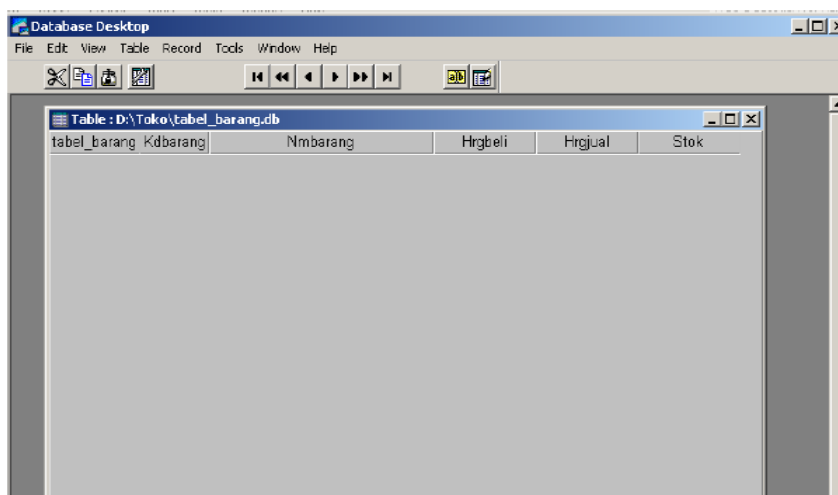 Database Desktop
File Edit View Table Record Tools Window Help
Table : D:\Toko\tabel_barang.db
tabel_barang Kdbarang Nmbarang Hrgbeli Hrgjual Stok